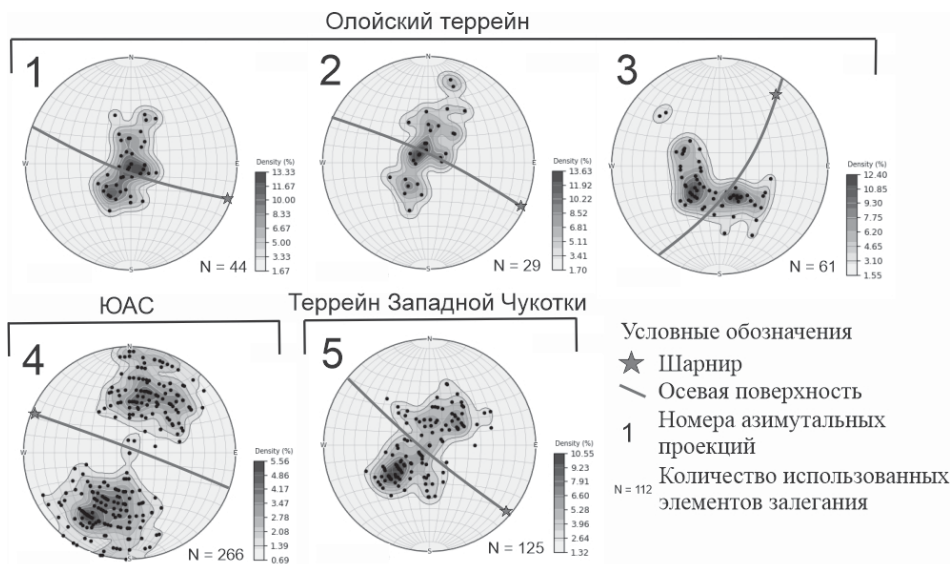 Олойский террейн
1
N
W
E
S
Density (%)
13.33
11.67
10.00
8.33
6.67
5.00
3.33
1.67
N = 44
2
N
W
E
S
Density (%)
13.63
11.92
10.22
8.52
6.81
5.11
3.41
1.70
N = 29
3
N
W
E
S
Density (%)
12.40
10.85
9.30
7.75
6.20
4.65
3.10
1.55
N = 61
ЮАС
4
N
W
E
S
Density (%)
5.56
4.86
4.17
3.47
2.78
2.08
1.39
0.69
N = 266
Террейн Западной Чукотки
5
N
W
E
S
Density (%)
10.55
9.23
7.91
6.60
5.28
3.96
2.64
1.32
N = 125
Условные обозначения
Шарнир
Осевая поверхность
1 Номера азимутальных
проекций
N = 112 Количество использованных
элементов залегания